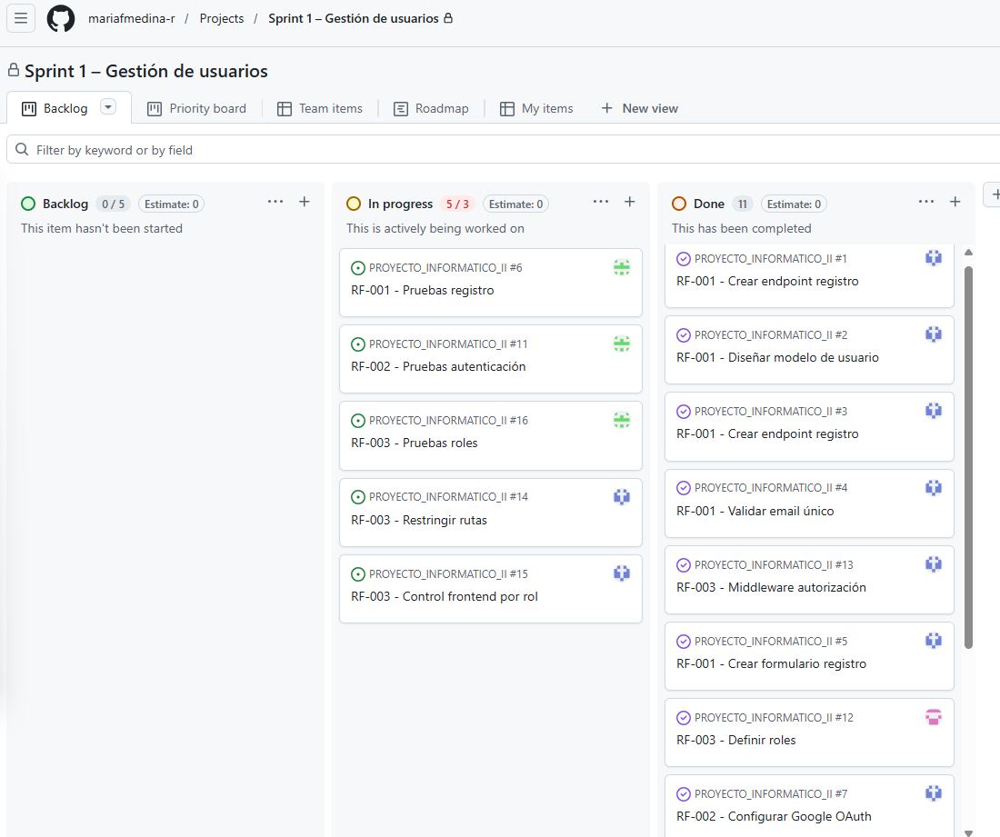 mariafmedina-r / Projects / Sprint 1 – Gestión de usuarios
Sprint 1 – Gestión de usuarios
Backlog
Priority board
Team items
Roadmap
My items
+ New view
Filter by keyword or by field
Backlog 0 / 5 Estimate: 0
This item hasn't been started
In progress 5 / 3 Estimate: 0
This is actively being worked on
PROYECTO_INFORMATICO_II #6
RF-001 - Pruebas registro
PROYECTO_INFORMATICO_II #11
RF-002 - Pruebas autenticación
PROYECTO_INFORMATICO_II #16
RF-003 - Pruebas roles
PROYECTO_INFORMATICO_II #14
RF-003 - Restringir rutas
PROYECTO_INFORMATICO_II #15
RF-003 - Control frontend por rol
Done 11 Estimate: 0
This has been completed
PROYECTO_INFORMATICO_II #1
RF-001 - Crear endpoint registro
PROYECTO_INFORMATICO_II #2
RF-001 - Diseñar modelo de usuario
PROYECTO_INFORMATICO_II #3
RF-001 - Crear endpoint registro
PROYECTO_INFORMATICO_II #4
RF-001 - Validar email único
PROYECTO_INFORMATICO_II #13
RF-003 - Middleware autorización
PROYECTO_INFORMATICO_II #5
RF-001 - Crear formulario registro
PROYECTO_INFORMATICO_II #12
RF-003 - Definir roles
PROYECTO_INFORMATICO_II #7
RF-002 - Configurar Google OAuth